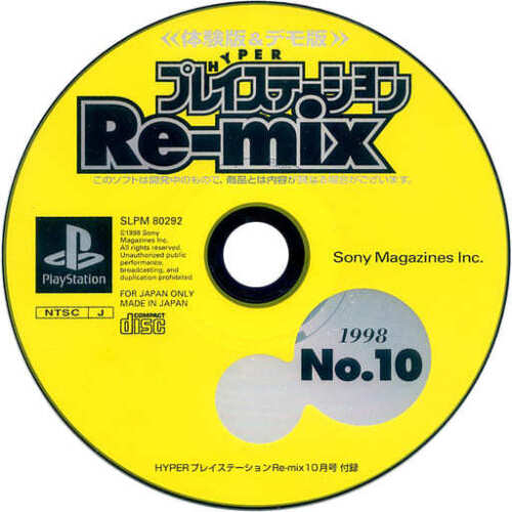 ≪体験版&デモ版≫
HYPER
プレイステーション
Re-mix
このソフトは開発中のもので、商品とは内容が異なる場合がございます。
SLPM 80292
©1998 Sony
Magazines Inc.
All rights reserved.
Unauthorized public
performance,
broadcasting, and
duplication prohibited.
FOR JAPAN ONLY
MADE IN JAPAN
COMPACT
disc
PlayStation
NTSC J
Sony Magazines Inc.
1998
No.10
HYPERプレイステーションRe-mix10月号 付録